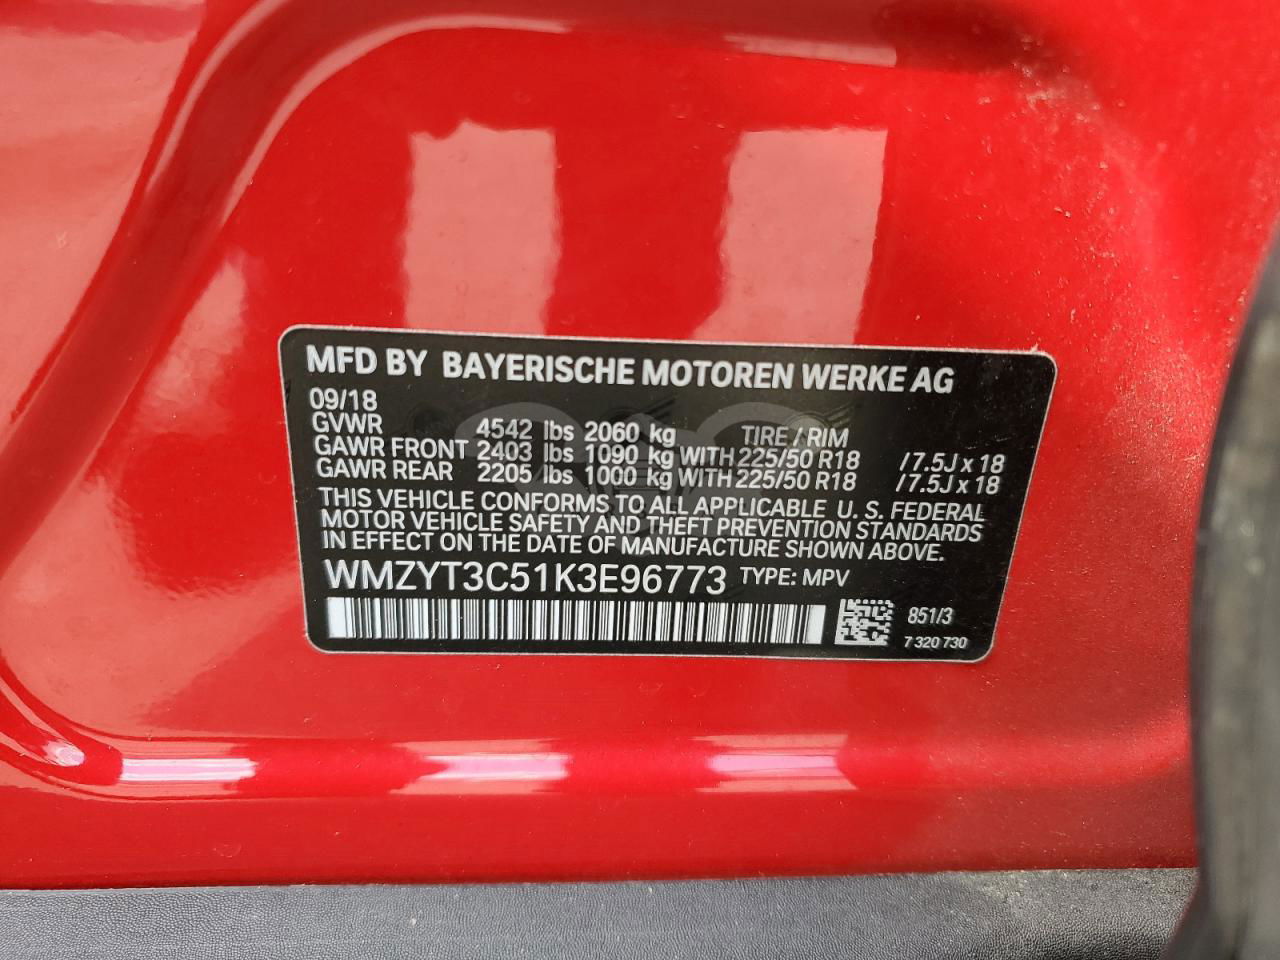 MFD BY BAYERISCHE MOTOREN WERKE AG
09/18
GVWR 4542 lbs 2060 kg TIRE / RIM
GAWR FRONT 2403 lbs 1090 kg WITH 225/50 R18 /7.5J x 18
GAWR REAR 2205 lbs 1000 kg WITH 225/50 R18 /7.5J x 18
THIS VEHICLE CONFORMS TO ALL APPLICABLE U. S. FEDERAL
MOTOR VEHICLE SAFETY AND THEFT PREVENTION STANDARDS
IN EFFECT ON THE DATE OF MANUFACTURE SHOWN ABOVE.
WMZYT3C51K3E96773 TYPE: MPV
851/3
7 320 730